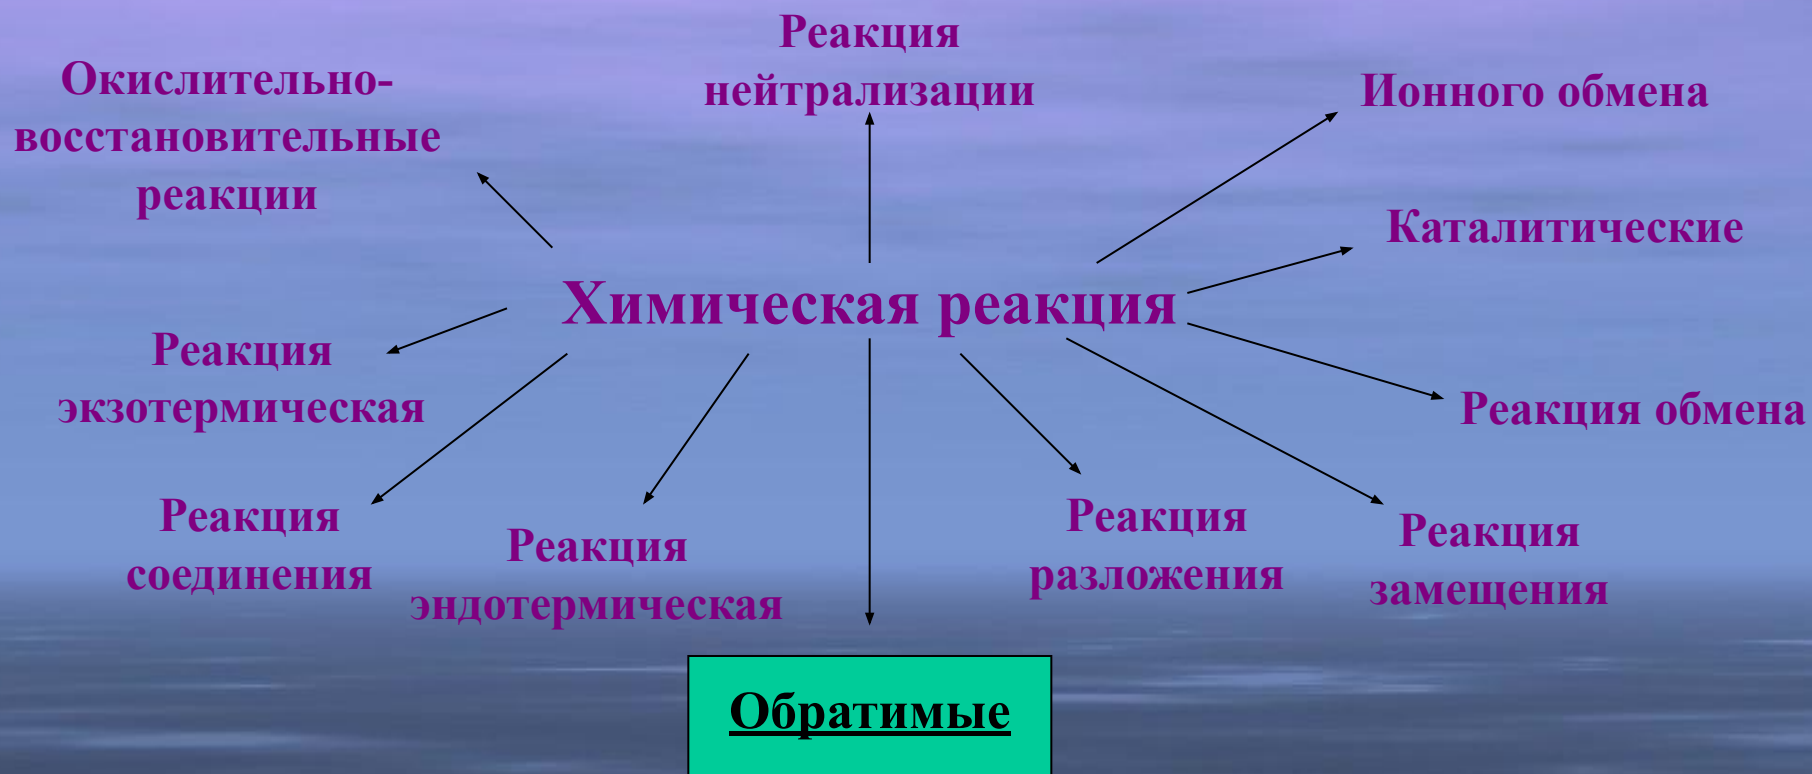 Реакция
нейтрализации
Окислительно-
восстановительные
реакции
Ионного обмена
Каталитические
Химическая реакция
Реакция
экзотермическая
Реакция обмена
Реакция
соединения
Реакция
эндотермическая
Реакция
разложения
Реакция
замещения
Обратимые